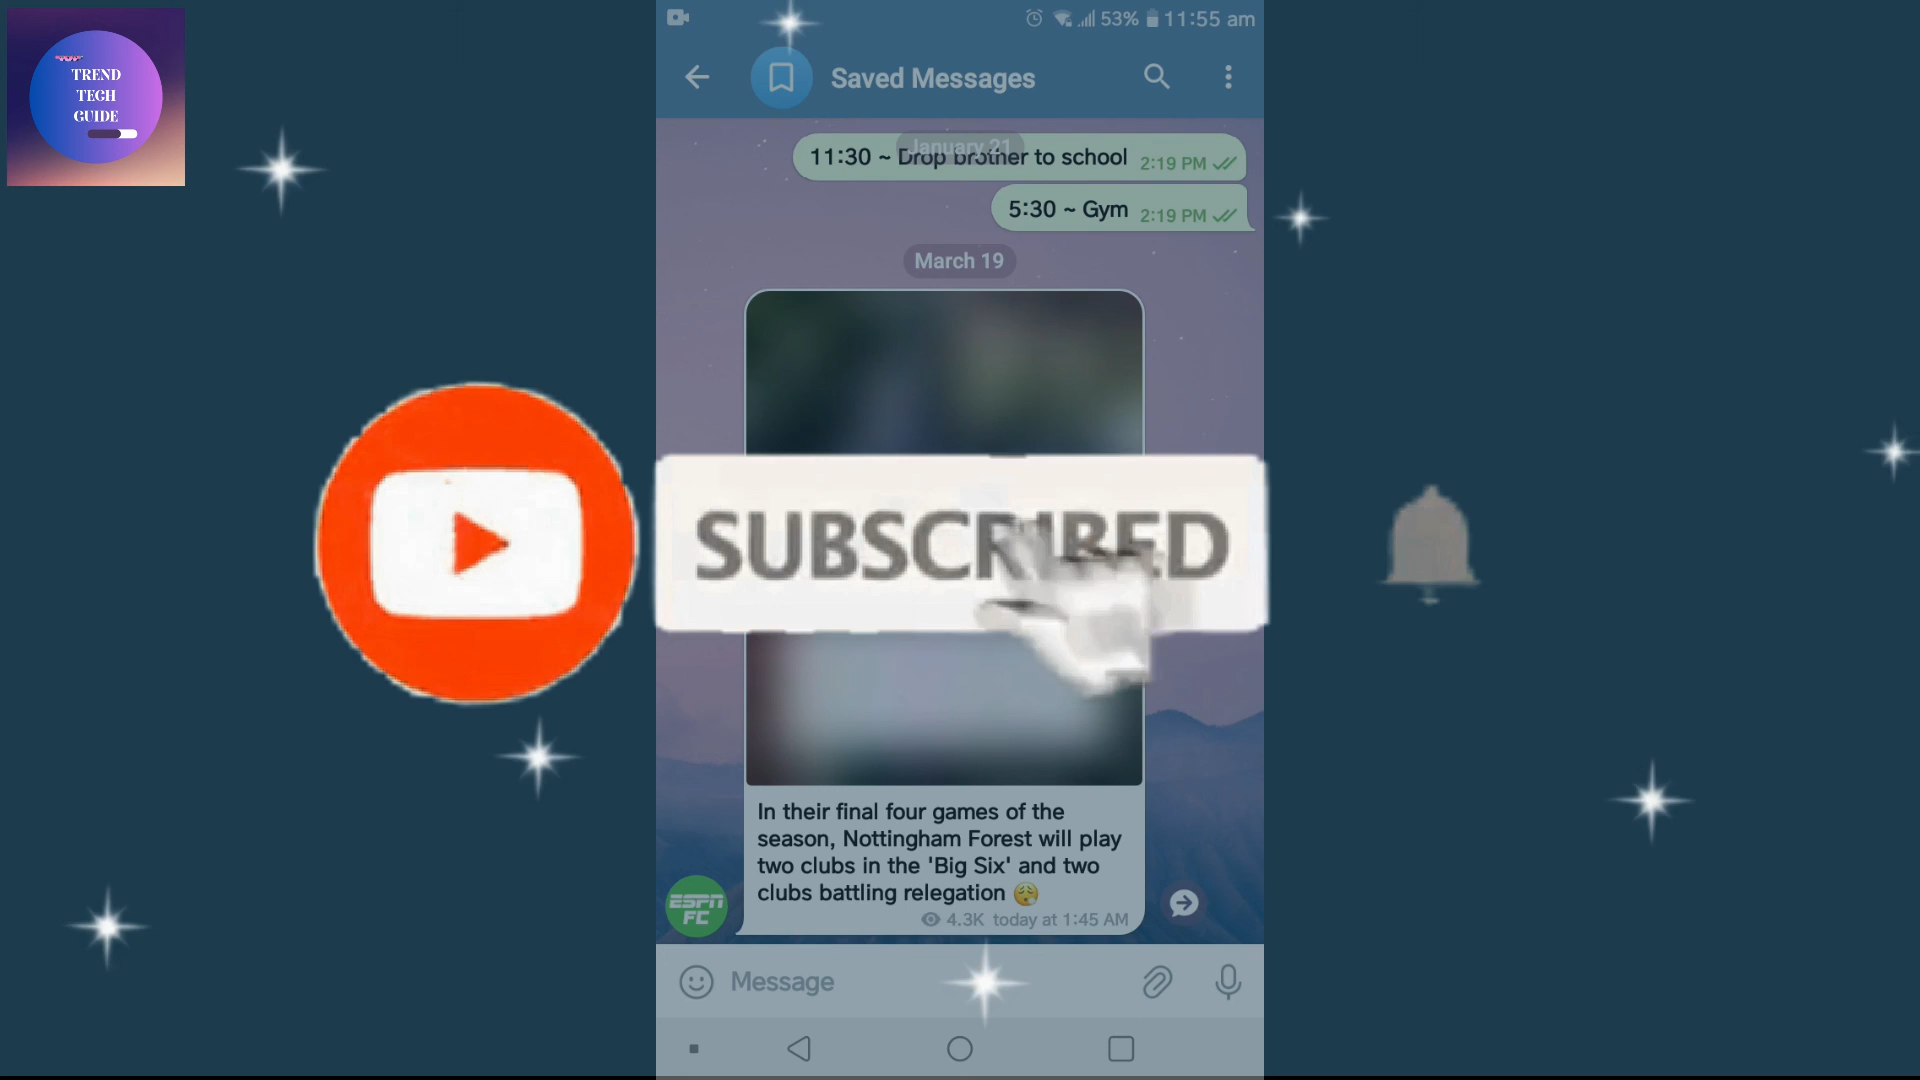 TREND
TECH
GUIDE
53% 11:55 am
Saved Messages
January 21
11:30 ~ Drop brother to school 2:19 PM
5:30 ~ Gym 2:19 PM
March 19
SUBSCRIBED
In their final four games of the
season, Nottingham Forest will play
two clubs in the 'Big Six' and two
clubs battling relegation 😮‍💨
4.3K today at 1:45 AM
ESPN
FC
Message